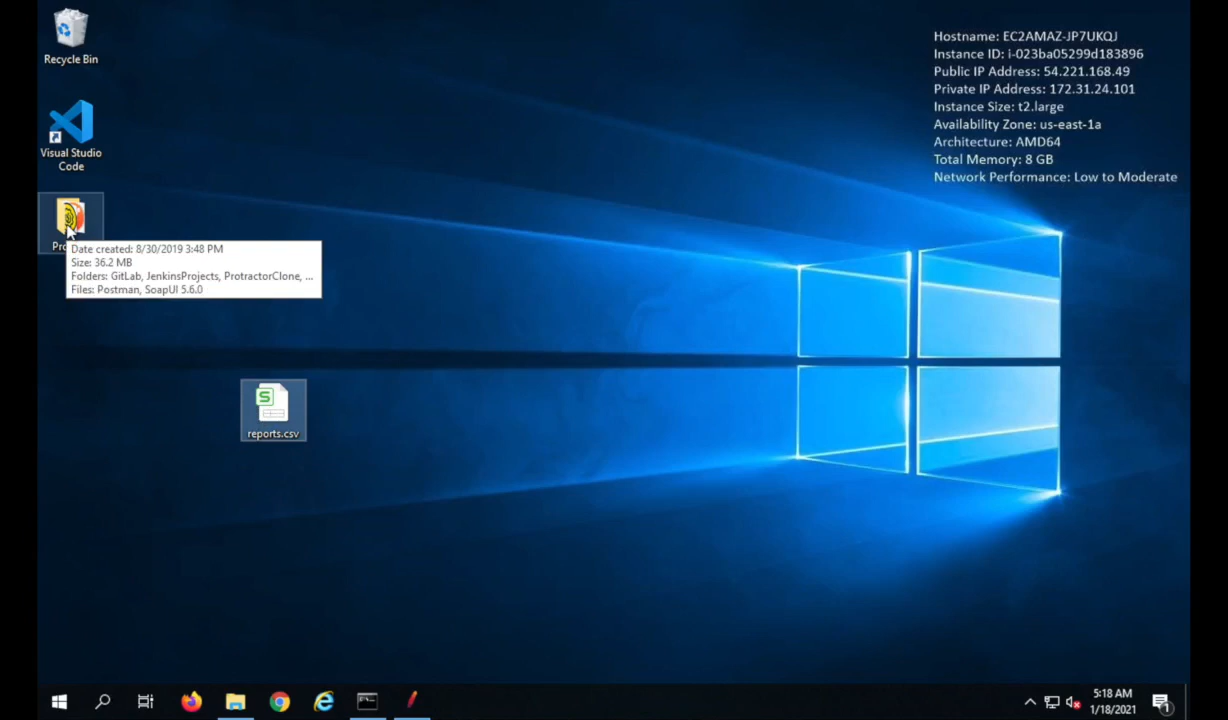 Recycle Bin
Visual Studio
Code
Date created: 8/30/2019 3:48 PM
Size: 36.2 MB
Folders: GitLab, JenkinsProjects, ProtractorClone, ...
Files: Postman, SoapUI 5.6.0
reports.csv
Hostname: EC2AMAZ-JP7UKQJ
Instance ID: i-023ba05299d183896
Public IP Address: 54.221.168.49
Private IP Address: 172.31.24.101
Instance Size: t2.large
Availability Zone: us-east-1a
Architecture: AMD64
Total Memory: 8 GB
Network Performance: Low to Moderate
5:18 AM
1/18/2021
1